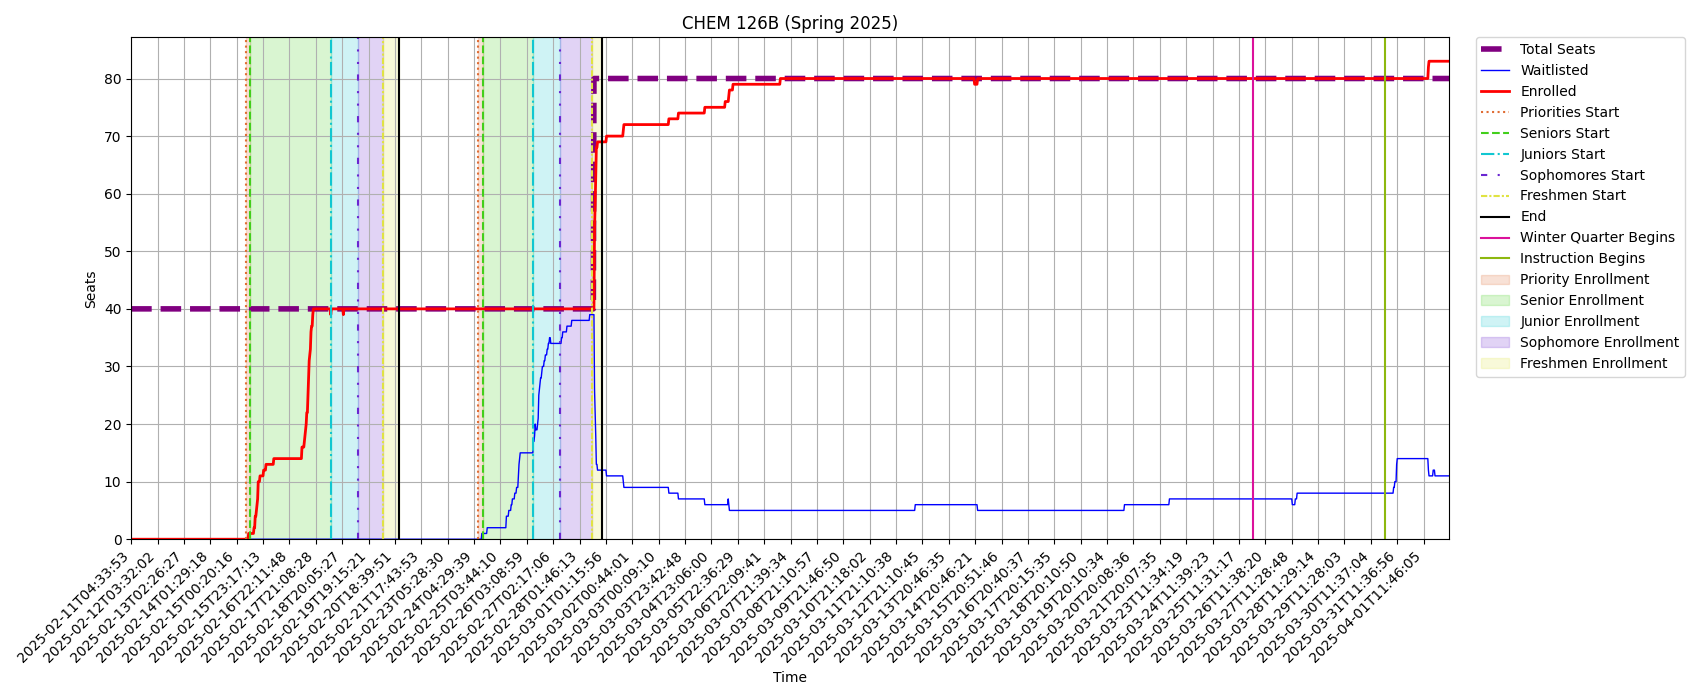 CHEM 126B (Spring 2025)
Seats
80
70
60
50
40
30
20
10
0
2025-02-11T04:33:53
2025-02-12T03:32:02
2025-02-13T02:26:27
2025-02-14T01:29:18
2025-02-15T00:20:16
2025-02-15T23:17:13
2025-02-16T22:11:48
2025-02-17T21:08:28
2025-02-18T20:05:27
2025-02-19T19:15:21
2025-02-20T18:39:51
2025-02-21T17:43:53
2025-02-23T05:28:30
2025-02-24T04:29:39
2025-02-25T03:44:10
2025-02-26T03:08:59
2025-02-27T02:17:06
2025-02-28T01:46:13
2025-03-01T01:15:56
2025-03-02T00:44:01
2025-03-03T00:09:10
2025-03-03T23:42:48
2025-03-04T23:06:00
2025-03-05T22:36:29
2025-03-06T22:09:41
2025-03-07T21:39:34
2025-03-08T21:10:57
2025-03-09T21:46:50
2025-03-10T21:18:02
2025-03-11T21:10:38
2025-03-12T21:10:45
2025-03-13T20:46:35
2025-03-14T20:46:21
2025-03-15T20:51:46
2025-03-16T20:40:37
2025-03-17T20:15:35
2025-03-18T20:10:50
2025-03-19T20:10:34
2025-03-20T20:08:36
2025-03-21T20:07:35
2025-03-23T11:34:19
2025-03-24T11:39:23
2025-03-25T11:31:17
2025-03-26T11:38:20
2025-03-27T11:28:48
2025-03-28T11:29:14
2025-03-29T11:28:03
2025-03-30T11:37:04
2025-03-31T11:36:56
2025-04-01T11:46:05
Time
Total Seats
Waitlisted
Enrolled
Priorities Start
Seniors Start
Juniors Start
Sophomores Start
Freshmen Start
End
Winter Quarter Begins
Instruction Begins
Priority Enrollment
Senior Enrollment
Junior Enrollment
Sophomore Enrollment
Freshmen Enrollment